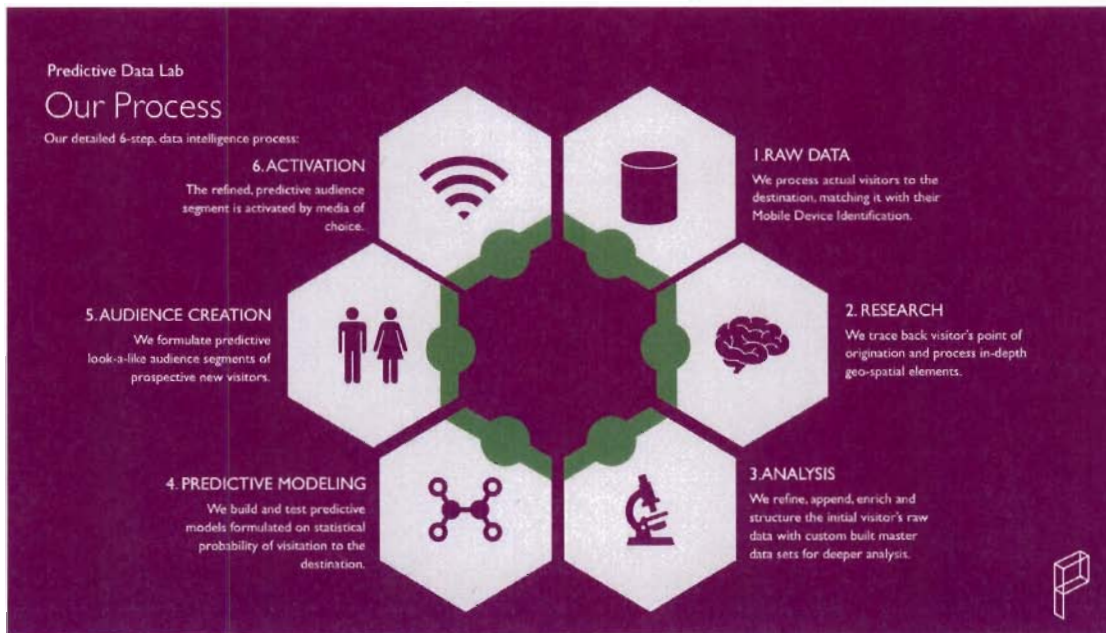 Predictive Data Lab
Our Process
Our detailed 6-step, data intelligence process:
1. RAW DATA
We process actual visitors to the
destination, matching it with their
Mobile Device Identification.
2. RESEARCH
We trace back visitor's point of
origination and process in-depth
geo-spatial elements.
3. ANALYSIS
We refine, append, enrich and
structure the initial visitor's raw
data with custom built master
data sets for deeper analysis.
4. PREDICTIVE MODELING
We build and test predictive
models formulated on statistical
probability of visitation to the
destination.
5. AUDIENCE CREATION
We formulate predictive
look-a-like audience segments of
prospective new visitors.
6. ACTIVATION
The refined, predictive audience
segment is activated by media of
choice.
P